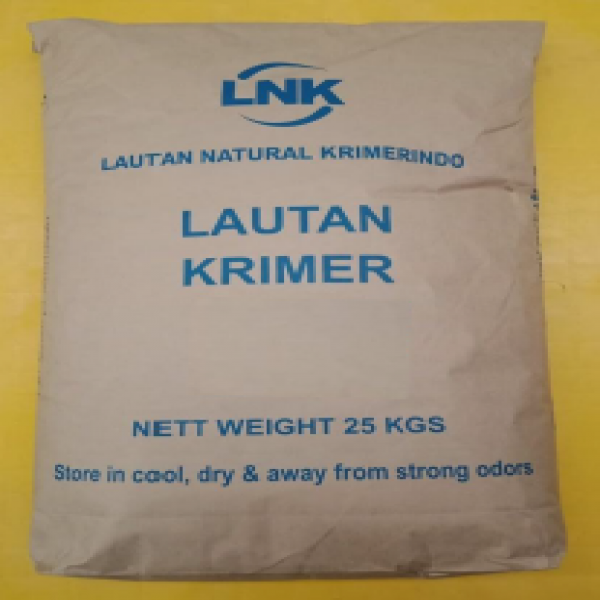 LNK
LAUTAN NATURAL KRIMERINDO
LAUTAN
KRIMER
NETT WEIGHT 25 KGS
Store in cool, dry & away from strong odors